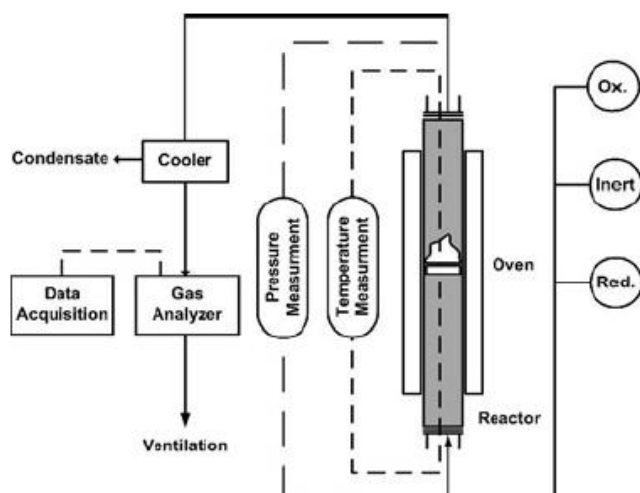 Ox.
Condensate
Cooler
Inert
Pressure
Measurment
Temperature
Measurment
Oven
Red.
Data
Acquisition
Gas
Analyzer
Reactor
Ventilation